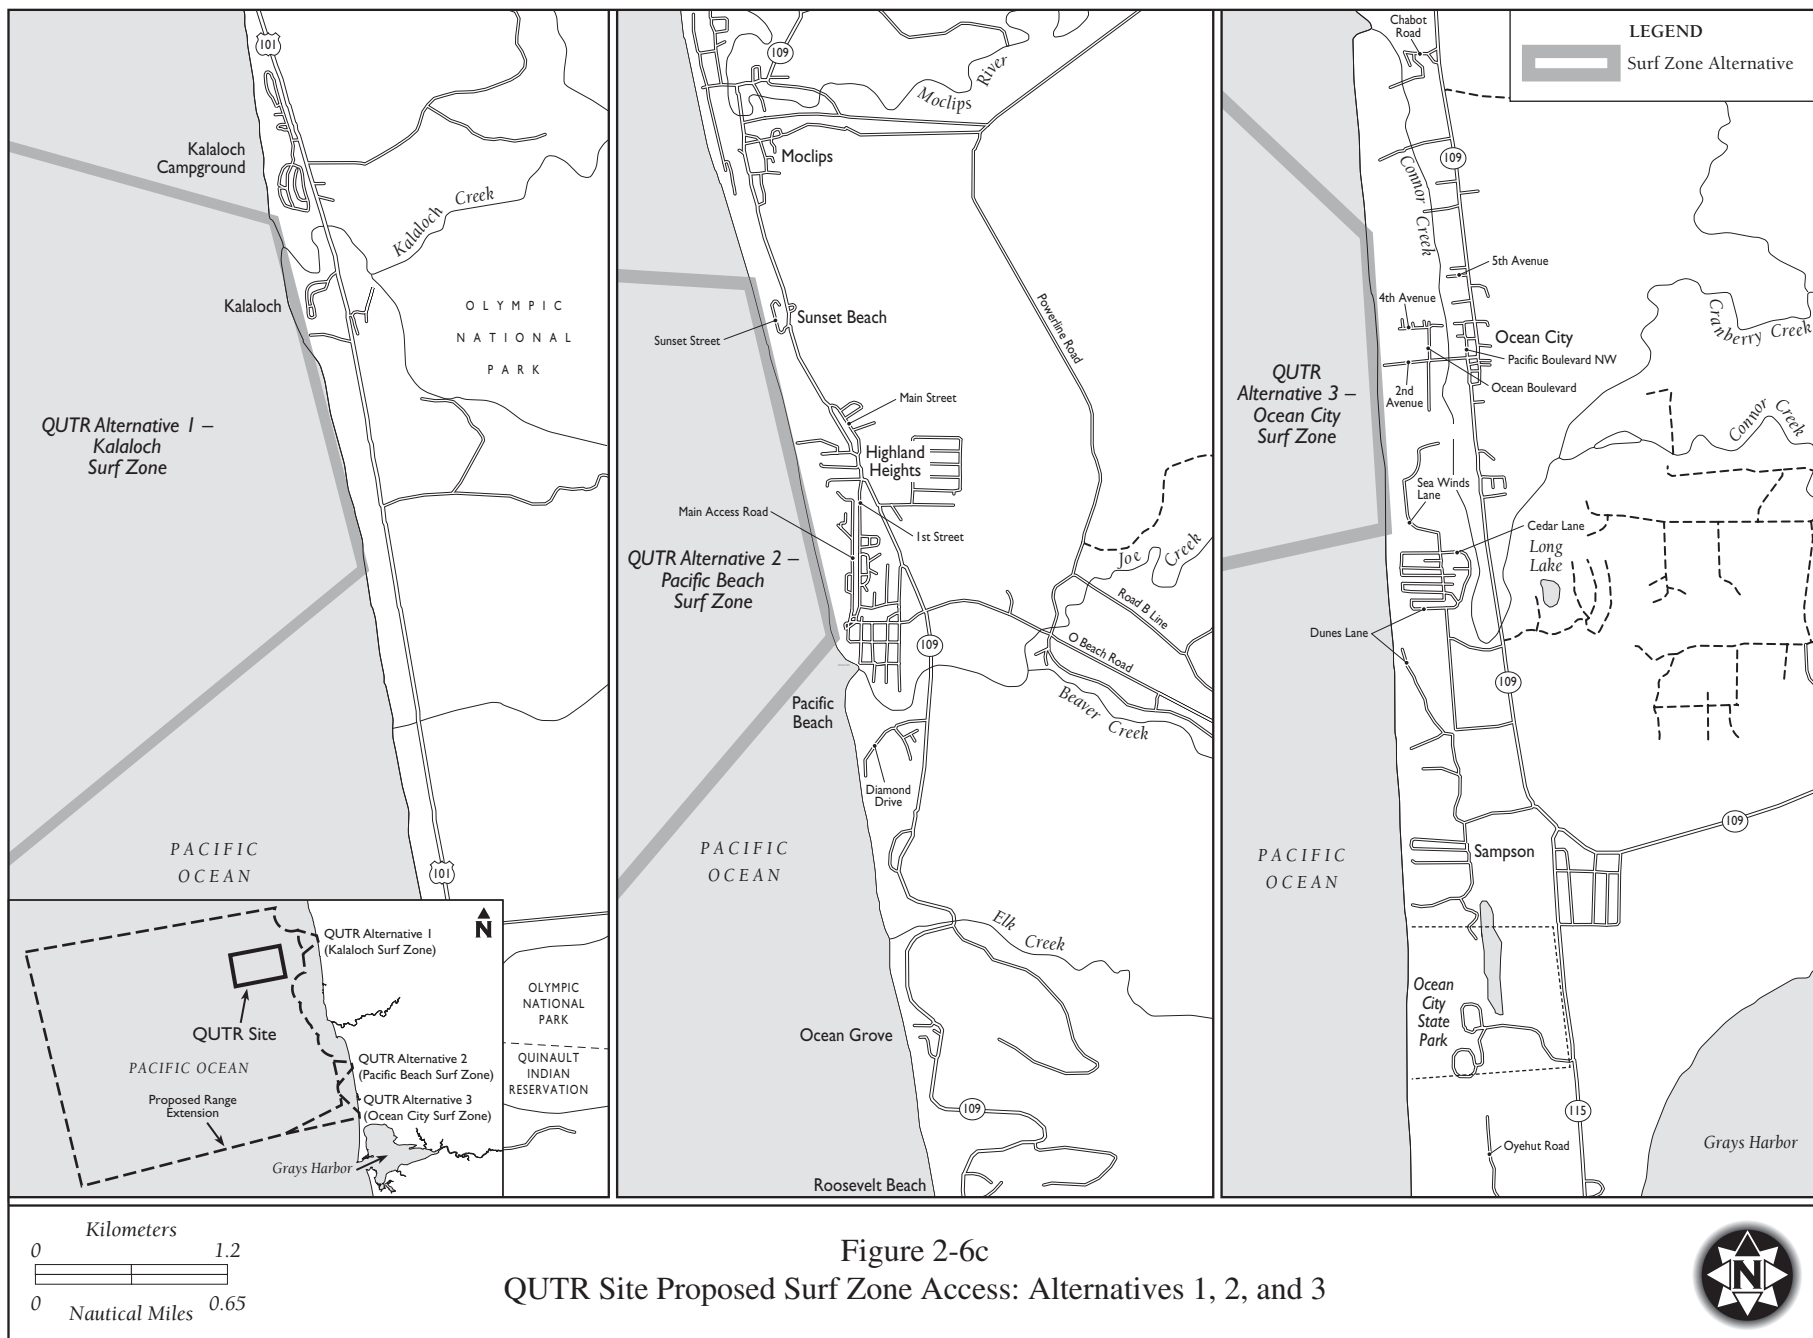 101
Kalaloch
Campground
Kalaloch Creek
Kalaloch
OLYMPIC
NATIONAL
PARK
QUTR Alternative 1 –
Kalaloch
Surf Zone
PACIFIC
OCEAN
101
N
QUTR Alternative 1
(Kalaloch Surf Zone)
QUTR Site
PACIFIC OCEAN
QUTR Alternative 2
(Pacific Beach Surf Zone)
Proposed Range
Extension
QUTR Alternative 3
(Ocean City Surf Zone)
Grays Harbor
OLYMPIC
NATIONAL
PARK
QUINAULT
INDIAN
RESERVATION
109
Moclips River
Moclips
Sunset Beach
Sunset Street
Powerline Road
Main Street
Highland
Heights
Main Access Road
1st Street
QUTR Alternative 2 –
Pacific Beach
Surf Zone
Joe Creek
Road B Line
O Beach Road
109
Beaver Creek
Pacific
Beach
Diamond
Drive
PACIFIC
OCEAN
Elk Creek
Ocean Grove
109
Roosevelt Beach
Chabot
Road
LEGEND
Surf Zone Alternative
109
Connor Creek
5th Avenue
4th Avenue
Cranberry Creek
Ocean City
Pacific Boulevard NW
Ocean Boulevard
2nd
Avenue
QUTR
Alternative 3 –
Ocean City
Surf Zone
Connor Creek
Sea Winds
Lane
Cedar Lane
Long
Lake
Dunes Lane
109
109
PACIFIC
OCEAN
Sampson
Ocean
City
State
Park
115
Oyehut Road
Grays Harbor
Kilometers
0 1.2
0 0.65
Nautical Miles
Figure 2-6c
QUTR Site Proposed Surf Zone Access: Alternatives 1, 2, and 3
N